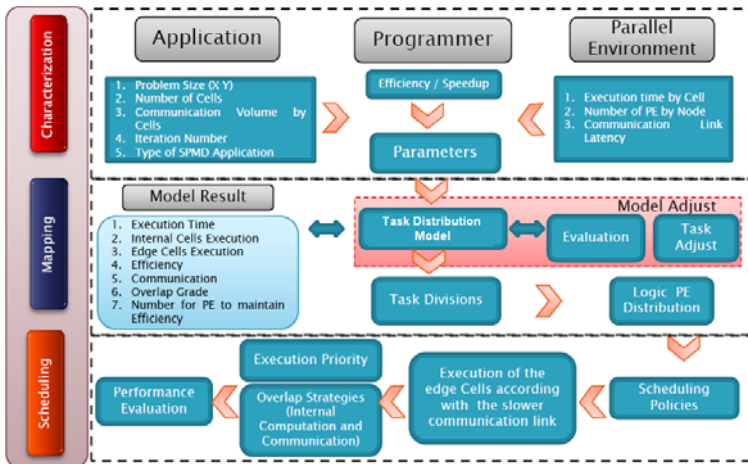 Characterization
Application
1. Problem Size (X Y)
2. Number of Cells
3. Communication Volume by
Cells
4. Iteration Number
5. Type of SPMD Application
Programmer
Efficiency / Speedup
Parameters
Parallel
Environment
1. Execution time by Cell
2. Number of PE by Node
3. Communication Link
Latency
Mapping
Model Result
1. Execution Time
2. Internal Cells Execution
3. Edge Cells Execution
4. Efficiency
5. Communication
6. Overlap Grade
7. Number for PE to maintain
Efficiency
Model Adjust
Task Distribution
Model
Evaluation
Task
Adjust
Task Divisions
Logic PE
Distribution
Scheduling
Performance
Evaluation
Execution Priority
Overlap Strategies
(Internal
Computation and
Communication)
Execution of the
edge Cells according
with the slower
communication link
Scheduling
Policies